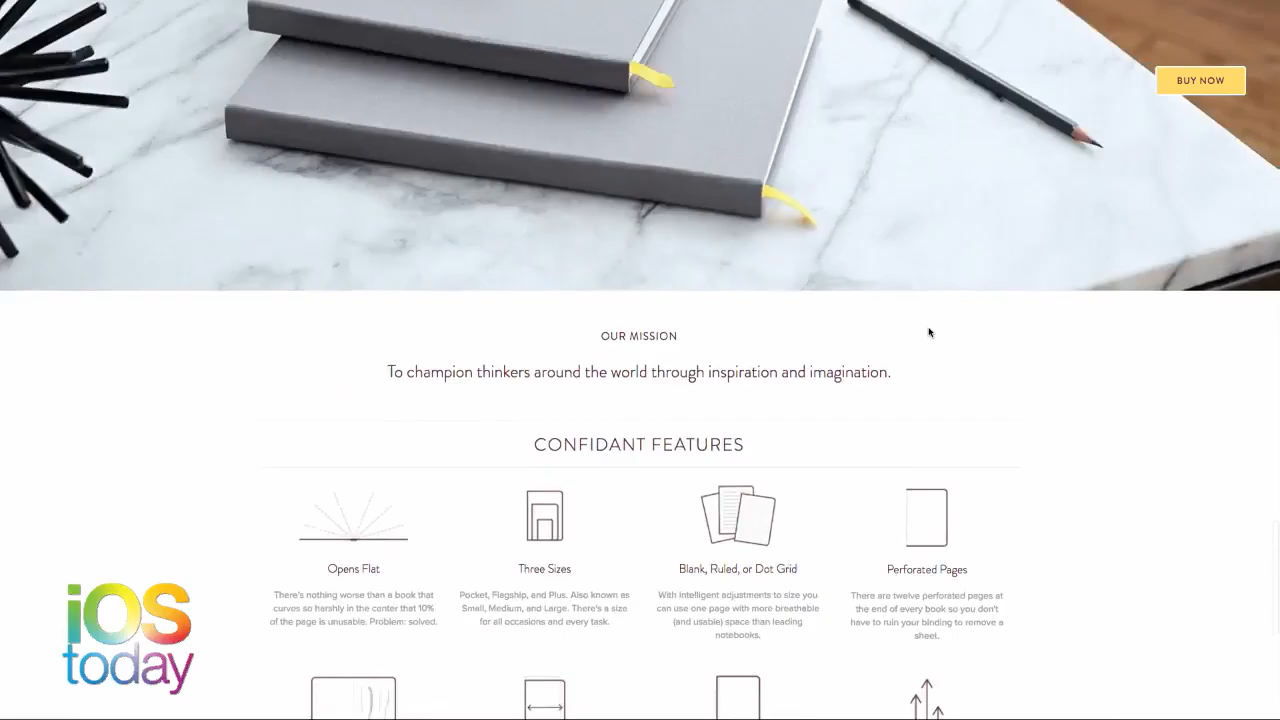 BUY NOW
OUR MISSION
To champion thinkers around the world through inspiration and imagination.
CONFIDANT FEATURES
Opens Flat
There's nothing worse than a book that
curves so harshly in the center that 10%
of the page is unusable. Problem: solved.
Three Sizes
Pocket, Flagship, and Plus. Also known as
Small, Medium, and Large. There's a size
for all occasions and every task.
Blank, Ruled, or Dot Grid
With intelligent adjustments to size you
can use one page with more breathable
(and usable) space than leading
notebooks.
Perforated Pages
There are twelve perforated pages at
the end of every book so you don't
have to ruin your binding to remove a
sheet.
iOS
today